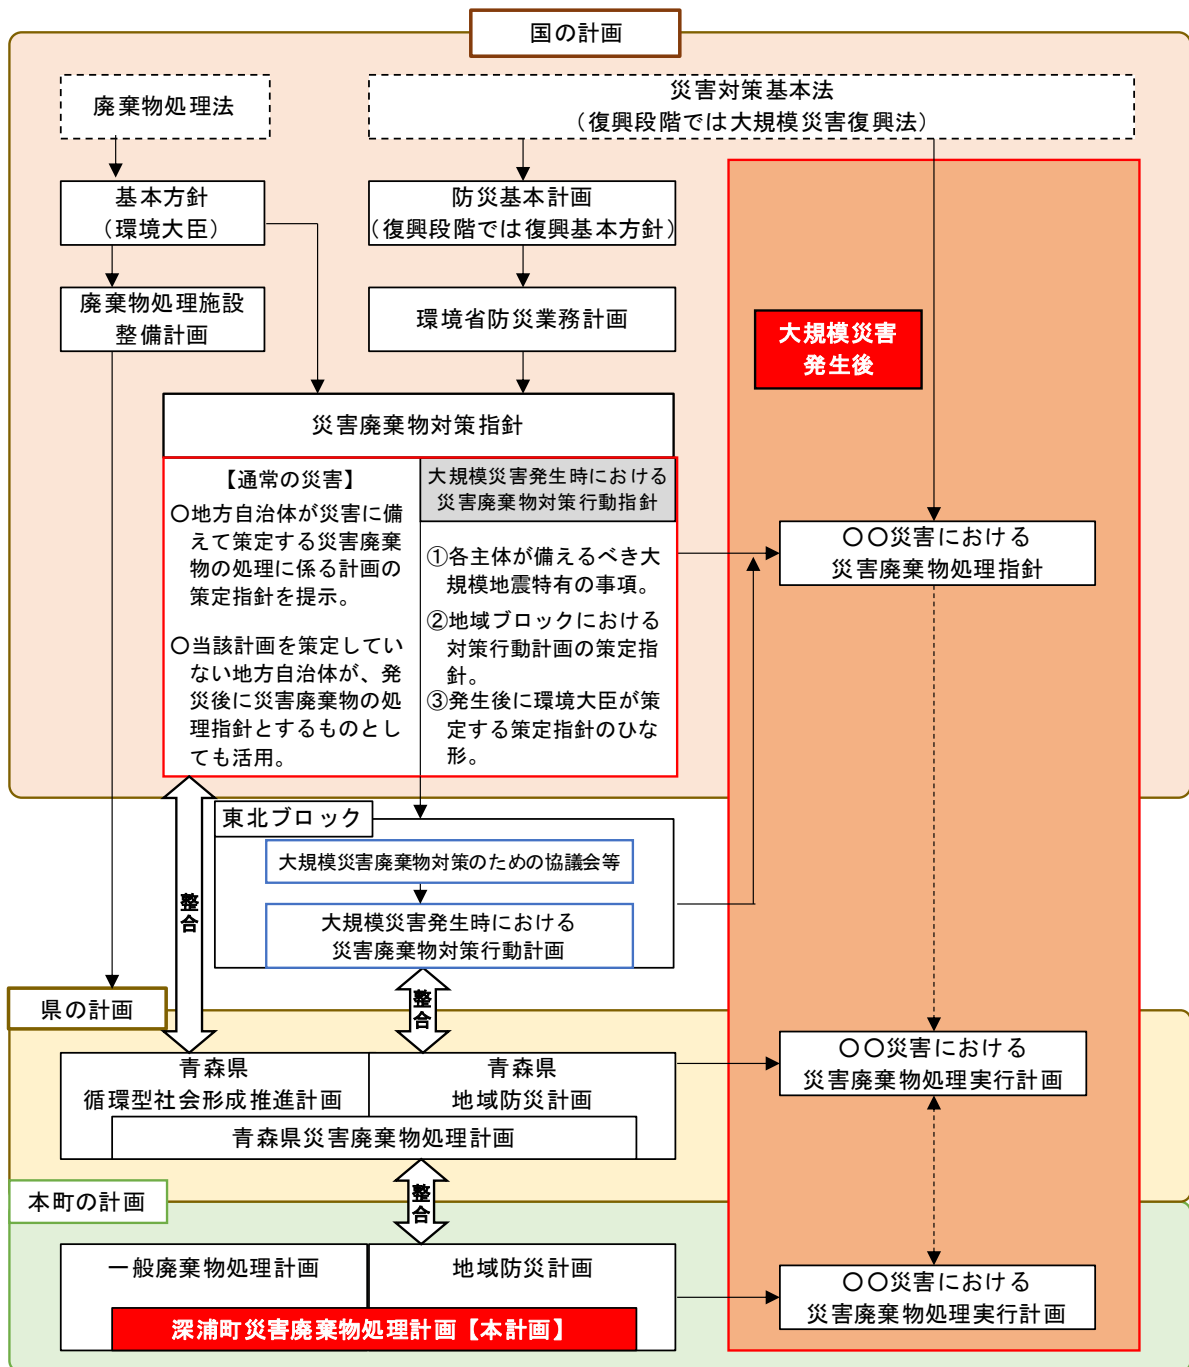 国の計画
廃棄物処理法
災害対策基本法
（復興段階では大規模災害復興法）
基本方針
（環境大臣）
防災基本計画
（復興段階では復興基本方針）
廃棄物処理施設
整備計画
環境省防災業務計画
大規模災害
発生後
災害廃棄物対策指針
【通常の災害】
〇地方自治体が災害に備
えて策定する災害廃棄
物の処理に係る計画の
策定指針を提示。
〇当該計画を策定してい
ない地方自治体が、発
災後に災害廃棄物の処
理指針とするものとし
ても活用。
大規模災害発生時における
災害廃棄物対策行動指針
①各主体が備えるべき大
規模地震特有の事項。
②地域ブロックにおける
対策行動計画の策定指
針。
③発生後に環境大臣が策
定する策定指針のひな
形。
〇〇災害における
災害廃棄物処理指針
東北ブロック
大規模災害廃棄物対策のための協議会等
大規模災害発生時における
災害廃棄物対策行動計画
整合
整合
県の計画
青森県
循環型社会形成推進計画
青森県
地域防災計画
青森県災害廃棄物処理計画
〇〇災害における
災害廃棄物処理実行計画
整合
本町の計画
一般廃棄物処理計画
地域防災計画
深浦町災害廃棄物処理計画【本計画】
〇〇災害における
災害廃棄物処理実行計画